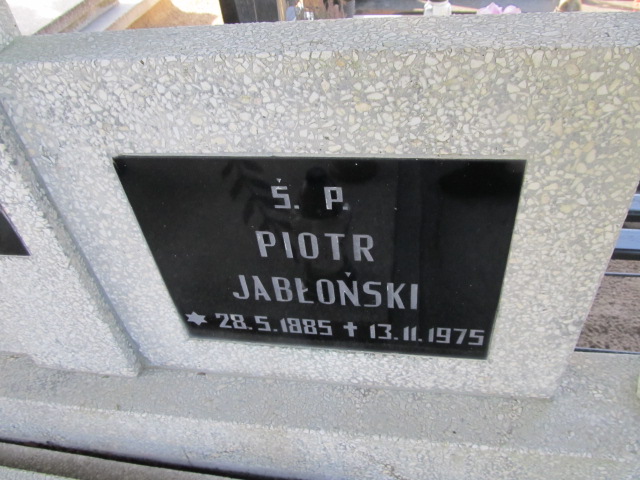 Ś. P.
PIOTR
JABŁOŃSKI
* 28.5.1885 † 13.11.1975